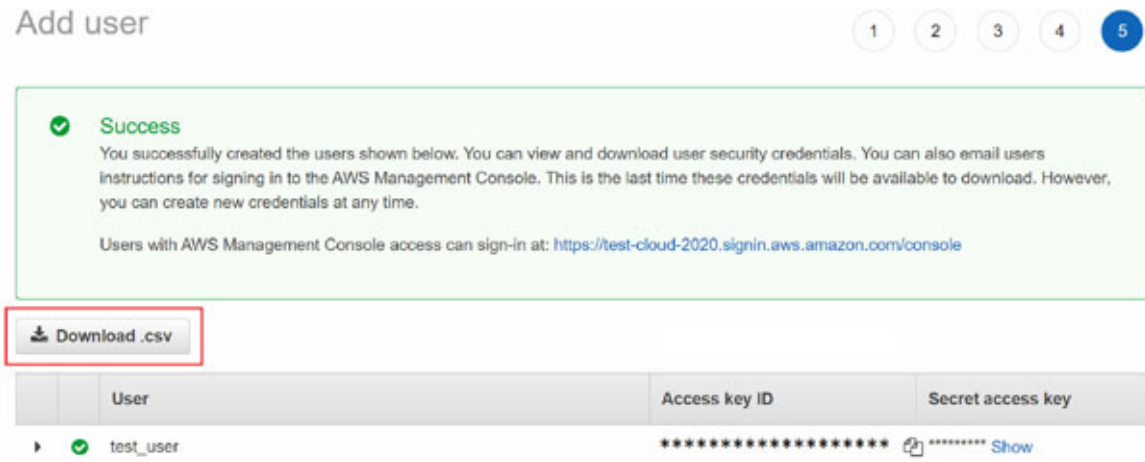 Add user
1 2 3 4 5
Success
You successfully created the users shown below. You can view and download user security credentials. You can also email users
instructions for signing in to the AWS Management Console. This is the last time these credentials will be available to download. However,
you can create new credentials at any time.
Users with AWS Management Console access can sign-in at: https://test-cloud-2020.signin.aws.amazon.com/console
Download .csv
User Access key ID Secret access key
test_user ******************* ********* Show